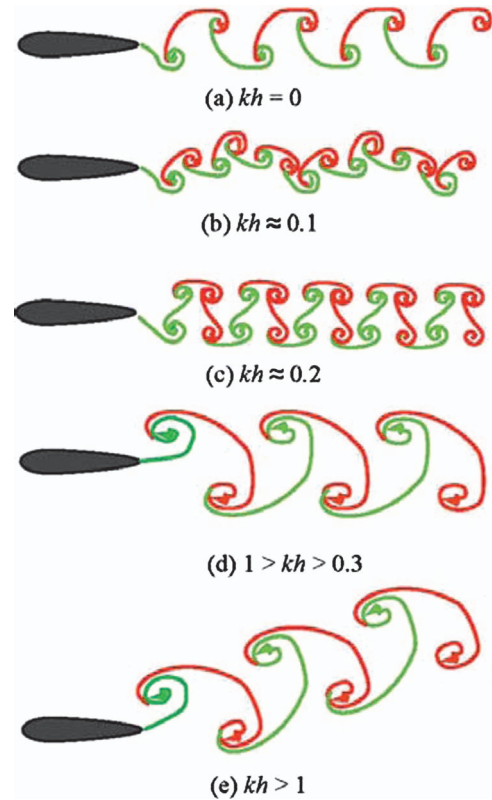 (a) kh = 0
(b) kh ≈ 0.1
(c) kh ≈ 0.2
(d) 1 > kh > 0.3
(e) kh > 1